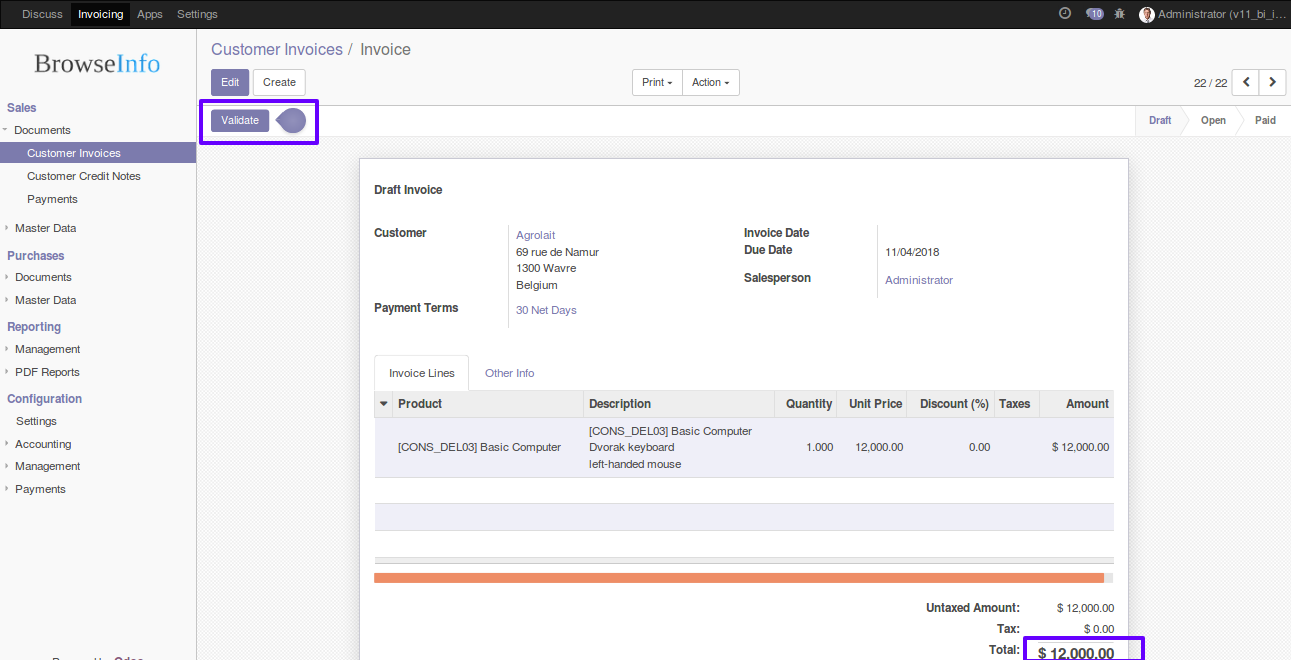 Discuss Invoicing Apps Settings 10 Administrator (v11_bi_i...
BrowseInfo
Sales
Documents
Customer Invoices
Customer Credit Notes
Payments
Master Data
Purchases
Documents
Master Data
Reporting
Management
PDF Reports
Configuration
Settings
Accounting
Management
Payments
Customer Invoices / Invoice
Edit Create Print Action 22 / 22
Validate Draft Open Paid
Draft Invoice
Customer
Agrolait
69 rue de Namur
1300 Wavre
Belgium
Payment Terms 30 Net Days
Invoice Date
Due Date 11/04/2018
Salesperson Administrator
Invoice Lines Other Info
Product Description Quantity Unit Price Discount (%) Taxes Amount
[CONS_DEL03] Basic Computer
[CONS_DEL03] Basic Computer
Dvorak keyboard
left-handed mouse
1.000 12,000.00 0.00 $ 12,000.00
Untaxed Amount: $ 12,000.00
Tax: $ 0.00
Total: $ 12,000.00